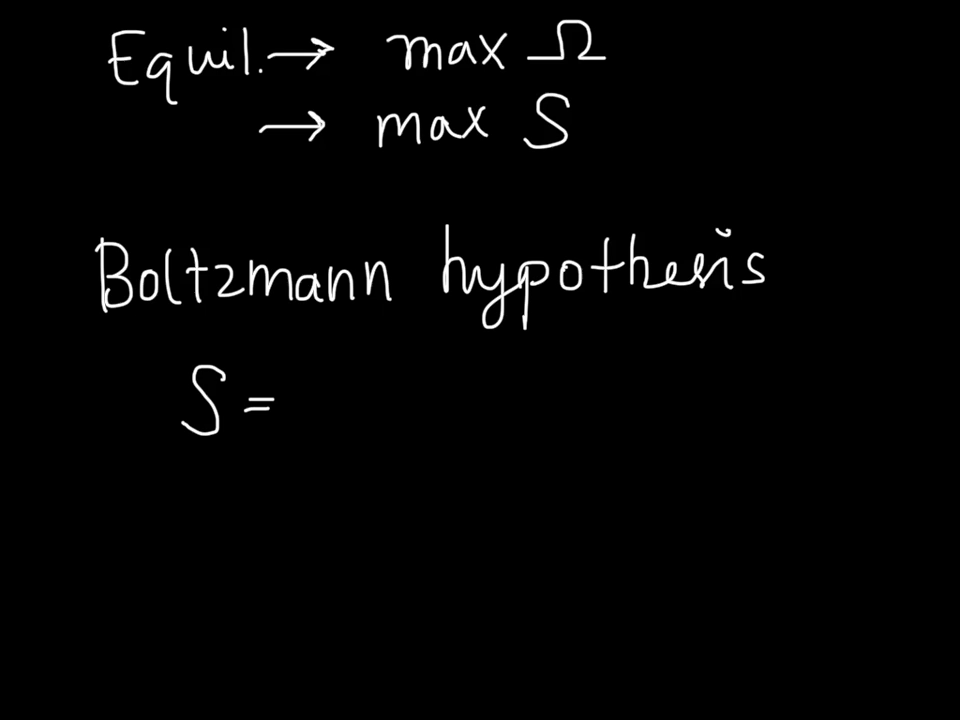 Equil. → max Ω
→ max S
Boltzmann hypothesis
S =